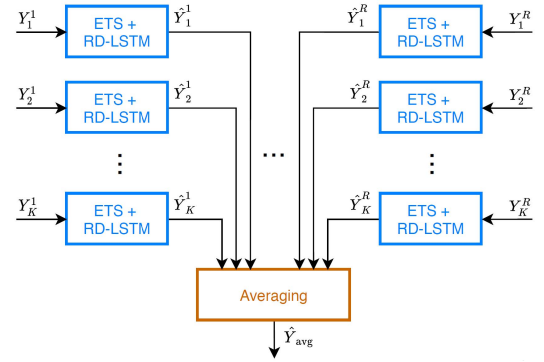 Y_1^1 ETS + RD-LSTM Ŷ_1^1 Ŷ_1^R ETS + RD-LSTM Y_1^R
Y_2^1 ETS + RD-LSTM Ŷ_2^1 ... Ŷ_2^R ETS + RD-LSTM Y_2^R
Y_K^1 ETS + RD-LSTM Ŷ_K^1 Ŷ_K^R ETS + RD-LSTM Y_K^R
Averaging
Ŷ_avg